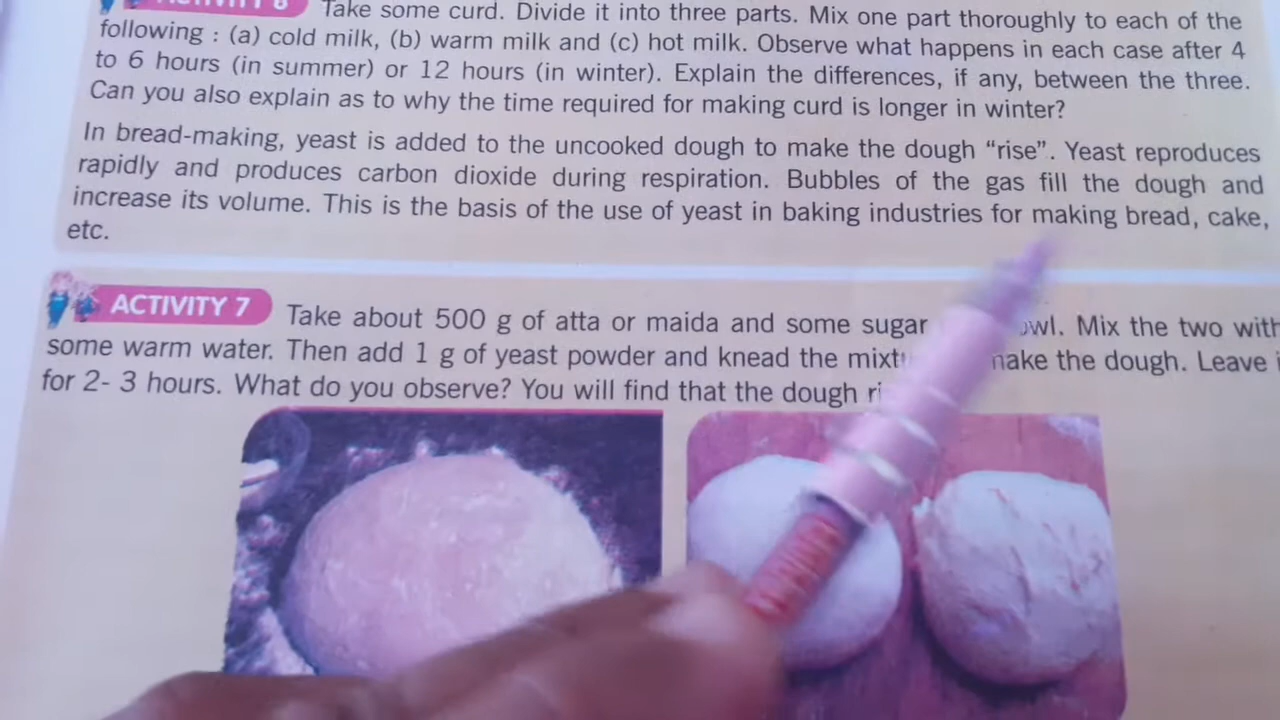 Take some curd. Divide it into three parts. Mix one part thoroughly to each of the
following : (a) cold milk, (b) warm milk and (c) hot milk. Observe what happens in each case after 4
to 6 hours (in summer) or 12 hours (in winter). Explain the differences, if any, between the three.
Can you also explain as to why the time required for making curd is longer in winter?
In bread-making, yeast is added to the uncooked dough to make the dough “rise”. Yeast reproduces
rapidly and produces carbon dioxide during respiration. Bubbles of the gas fill the dough and
increase its volume. This is the basis of the use of yeast in baking industries for making bread, cake,
etc.
ACTIVITY 7 Take about 500 g of atta or maida and some sugar Mix the two with
some warm water. Then add 1 g of yeast powder and knead the make the dough. Leave
for 2- 3 hours. What do you observe? You will find that the dough